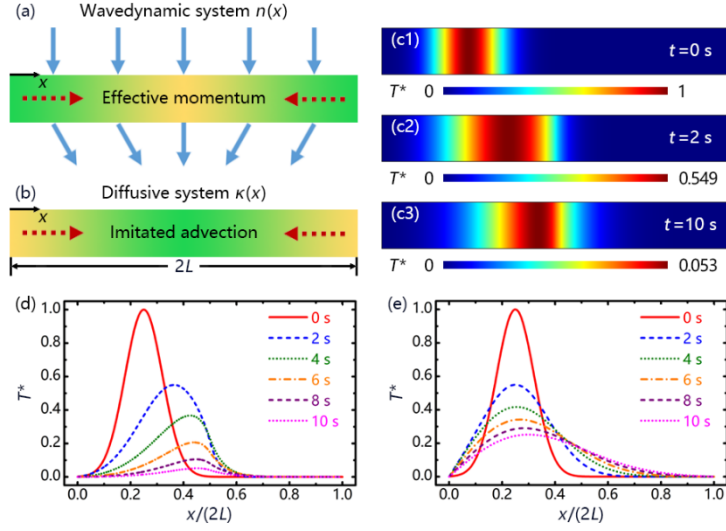 (a) Wavedynamic system n(x)
x
Effective momentum
(b) Diffusive system κ(x)
x
Imitated advection
2L
(c1) t=0 s
T* 0 1
(c2) t=2 s
T* 0 0.549
(c3) t=10 s
T* 0 0.053
(d)
T*
1.0
0.8
0.6
0.4
0.2
0.0
0 s
2 s
4 s
6 s
8 s
10 s
0.0 0.2 0.4 0.6 0.8 1.0
x/(2L)
(e)
T*
1.0
0.8
0.6
0.4
0.2
0.0
0 s
2 s
4 s
6 s
8 s
10 s
0.0 0.2 0.4 0.6 0.8 1.0
x/(2L)